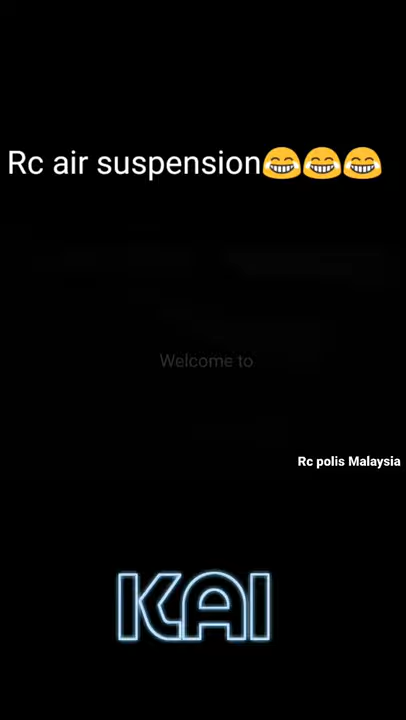 Rc air suspension😂😂😂
Welcome to
Rc polis Malaysia
KAI